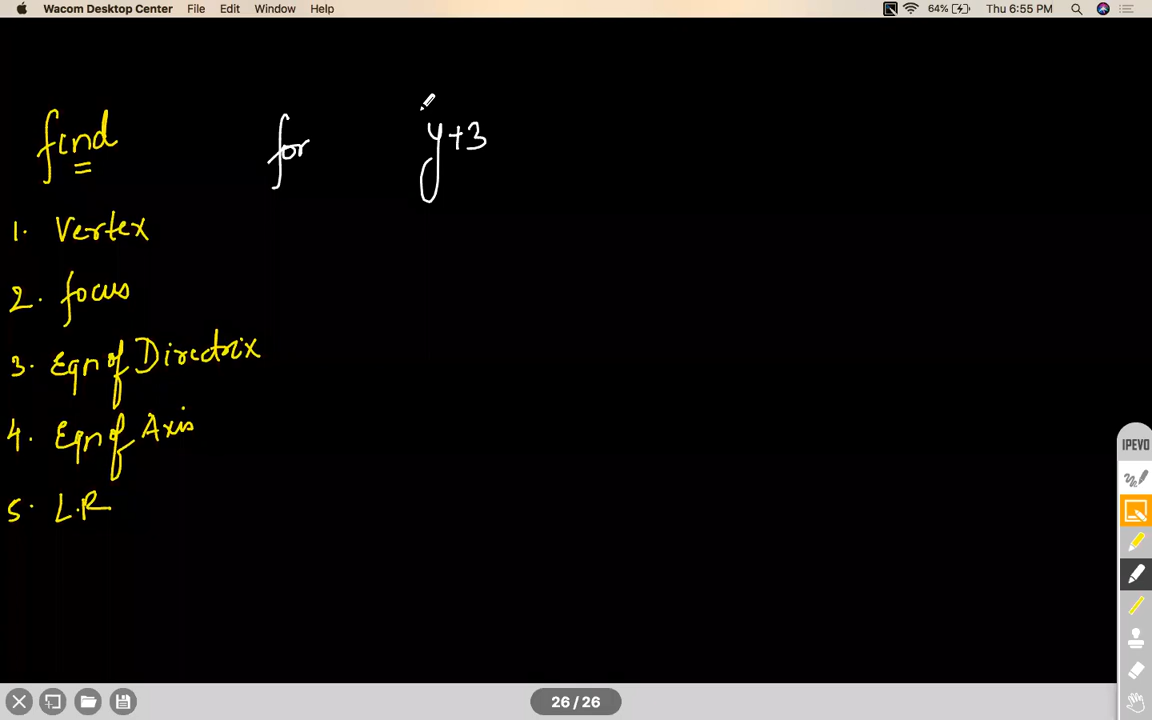 Wacom Desktop Center File Edit Window Help 64% Thu 6:55 PM
find for y+3
1. Vertex
2. focus
3. Eqn of Directrix
4. Eqn of Axis
5. L.R
IPEVO
26 / 26